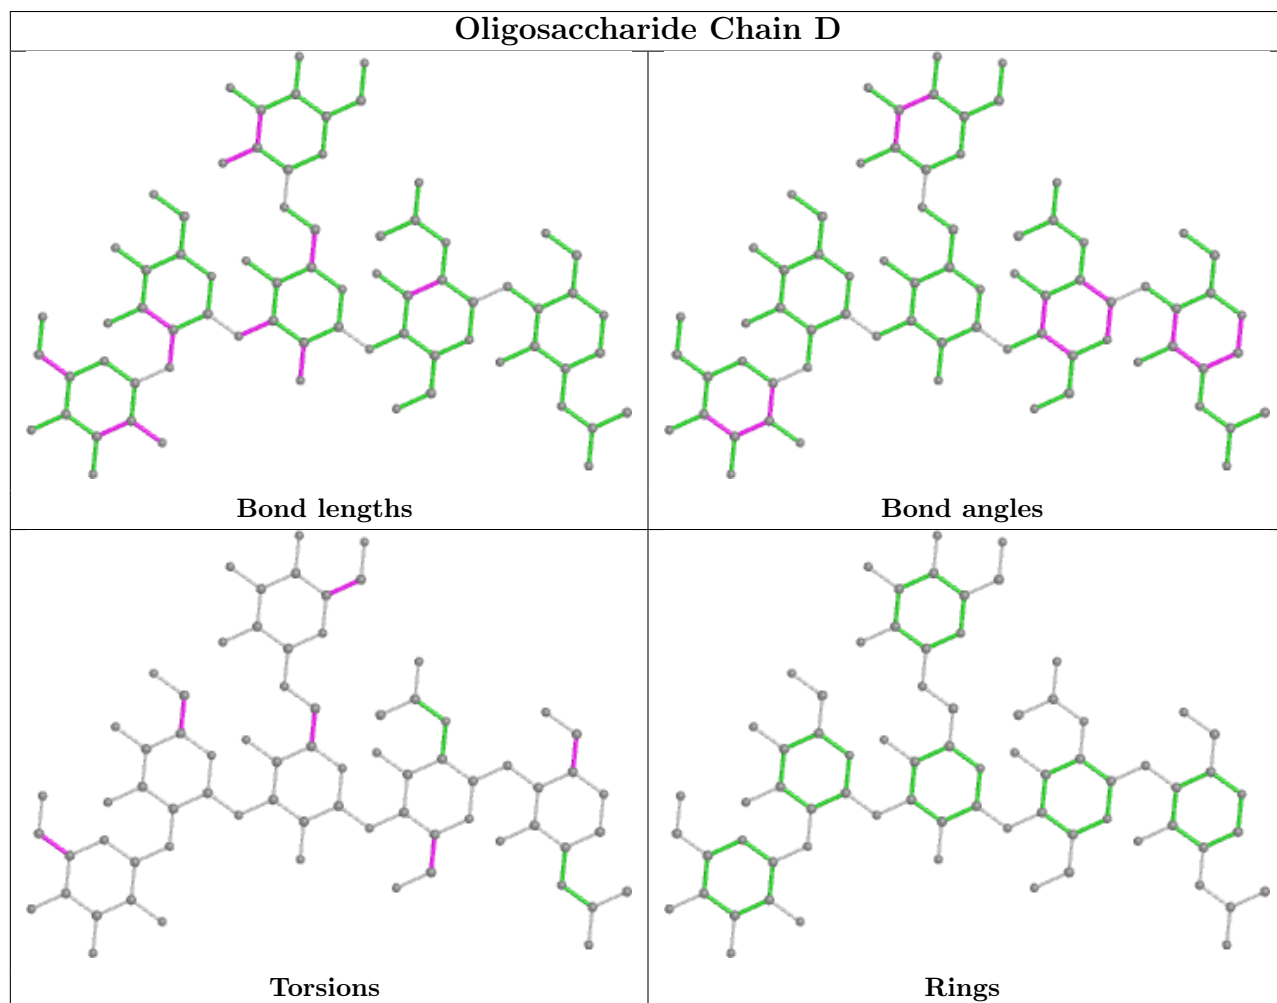 Oligosaccharide Chain D
Bond lengths
Bond angles
Torsions
Rings